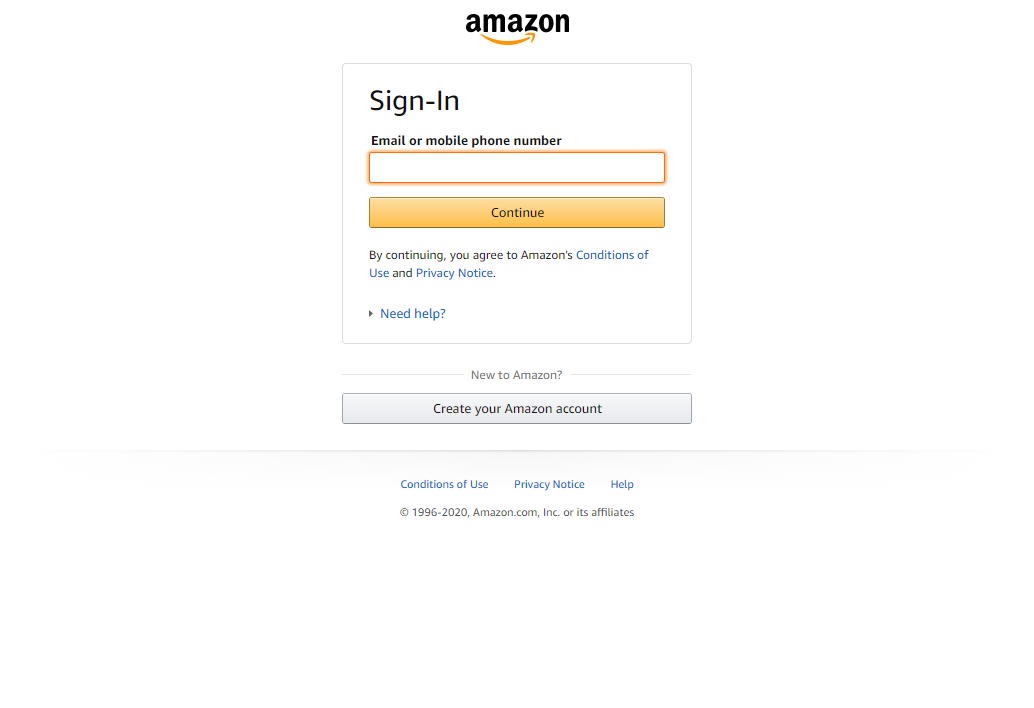 amazon
Sign-In
Email or mobile phone number
Continue
By continuing, you agree to Amazon's Conditions of
Use and Privacy Notice.
Need help?
New to Amazon?
Create your Amazon account
Conditions of Use Privacy Notice Help
© 1996-2020, Amazon.com, Inc. or its affiliates